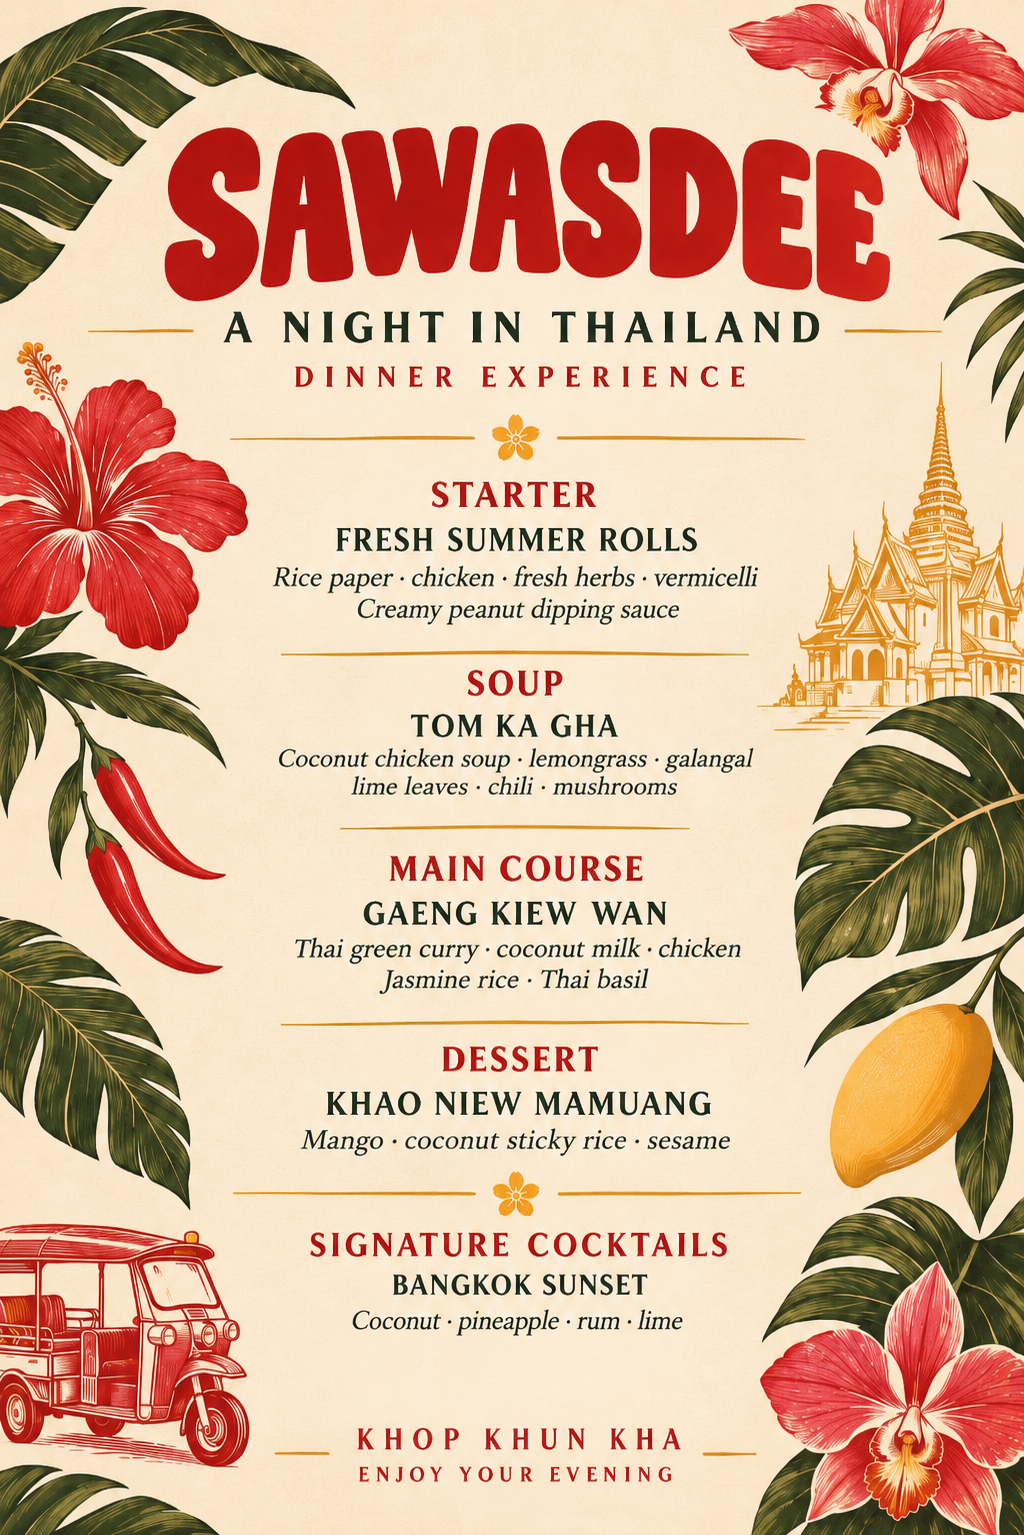 SAWASDEE
A NIGHT IN THAILAND
DINNER EXPERIENCE
STARTER
FRESH SUMMER ROLLS
Rice paper · chicken · fresh herbs · vermicelli
Creamy peanut dipping sauce
SOUP
TOM KA GHA
Coconut chicken soup · lemongrass · galangal
lime leaves · chili · mushrooms
MAIN COURSE
GAENG KIEW WAN
Thai green curry · coconut milk · chicken
Jasmine rice · Thai basil
DESSERT
KHAO NIEW MAMUANG
Mango · coconut sticky rice · sesame
SIGNATURE COCKTAILS
BANGKOK SUNSET
Coconut · pineapple · rum · lime
KHOP KHUN KHA
ENJOY YOUR EVENING